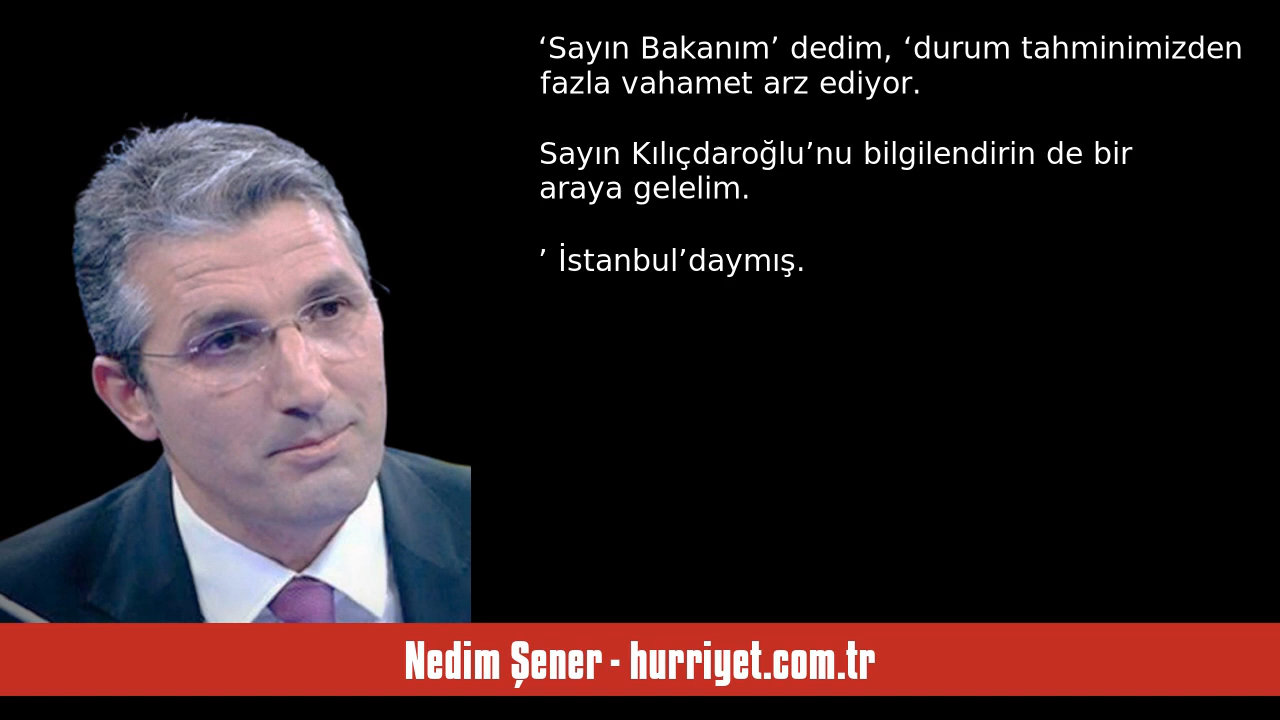 ‘Sayın Bakanım’ dedim, ‘durum tahminimizden
fazla vahamet arz ediyor.
Sayın Kılıçdaroğlu’nu bilgilendirin de bir
araya gelelim.
’ İstanbul’daymış.
Nedim Şener - hurriyet.com.tr